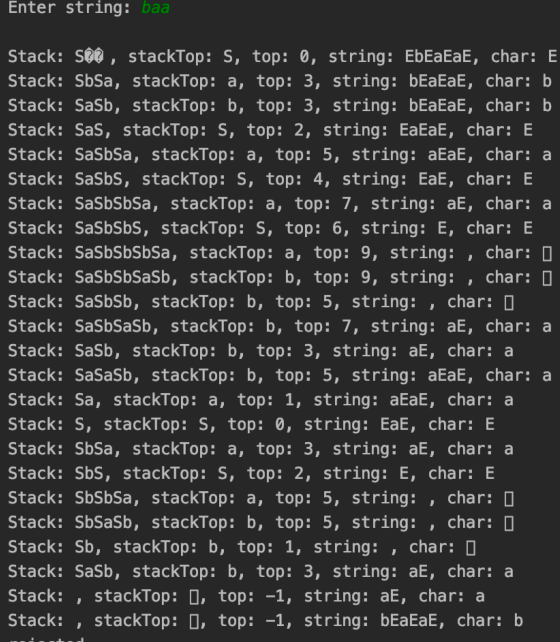 Enter string: baa
Stack: S��, stackTop: S, top: 0, string: EbEaEaE, char: E
Stack: SbSa, stackTop: a, top: 3, string: bEaEaE, char: b
Stack: SaSb, stackTop: b, top: 3, string: bEaEaE, char: b
Stack: SaS, stackTop: S, top: 2, string: EaEaE, char: E
Stack: SaSbSa, stackTop: a, top: 5, string: aEaE, char: a
Stack: SaSbS, stackTop: S, top: 4, string: EaE, char: E
Stack: SaSbSbSa, stackTop: a, top: 7, string: aE, char: a
Stack: SaSbSbS, stackTop: S, top: 6, string: E, char: E
Stack: SaSbSbSbSa, stackTop: a, top: 9, string: , char: ▯
Stack: SaSbSbSaSb, stackTop: b, top: 9, string: , char: ▯
Stack: SaSbSb, stackTop: b, top: 5, string: , char: ▯
Stack: SaSbSaSb, stackTop: b, top: 7, string: aE, char: a
Stack: SaSb, stackTop: b, top: 3, string: aE, char: a
Stack: SaSaSb, stackTop: b, top: 5, string: aEaE, char: a
Stack: Sa, stackTop: a, top: 1, string: aEaE, char: a
Stack: S, stackTop: S, top: 0, string: EaE, char: E
Stack: SbSa, stackTop: a, top: 3, string: aE, char: a
Stack: SbS, stackTop: S, top: 2, string: E, char: E
Stack: SbSbSa, stackTop: a, top: 5, string: , char: ▯
Stack: SbSaSb, stackTop: b, top: 5, string: , char: ▯
Stack: Sb, stackTop: b, top: 1, string: , char: ▯
Stack: SaSb, stackTop: b, top: 3, string: aE, char: a
Stack: , stackTop: ▯, top: -1, string: aE, char: a
Stack: , stackTop: ▯, top: -1, string: bEaEaE, char: b